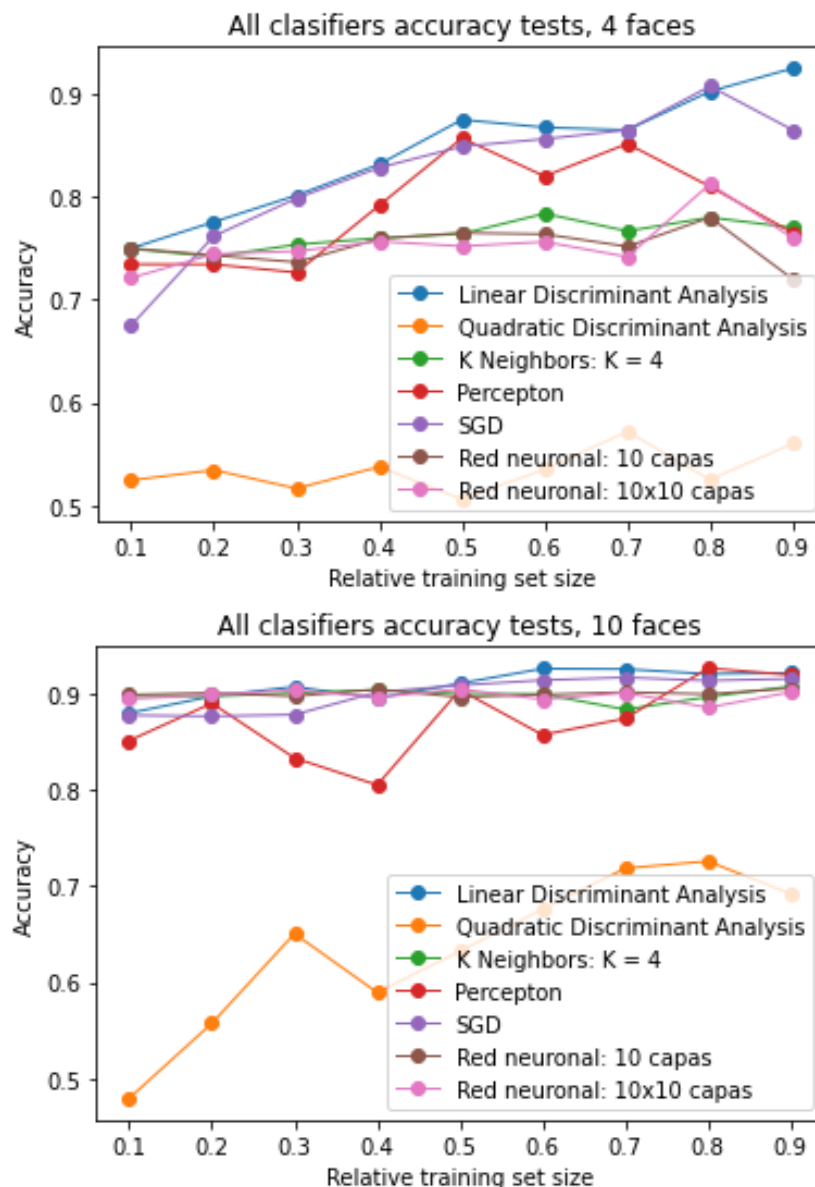 All clasifiers accuracy tests, 4 faces
0.9
0.8
0.7
0.6
0.5
Accuracy
Linear Discriminant Analysis
Quadratic Discriminant Analysis
K Neighbors: K = 4
Percepton
SGD
Red neuronal: 10 capas
Red neuronal: 10x10 capas
0.1 0.2 0.3 0.4 0.5 0.6 0.7 0.8 0.9
Relative training set size
All clasifiers accuracy tests, 10 faces
0.9
0.8
0.7
0.6
0.5
Accuracy
Linear Discriminant Analysis
Quadratic Discriminant Analysis
K Neighbors: K = 4
Percepton
SGD
Red neuronal: 10 capas
Red neuronal: 10x10 capas
0.1 0.2 0.3 0.4 0.5 0.6 0.7 0.8 0.9
Relative training set size